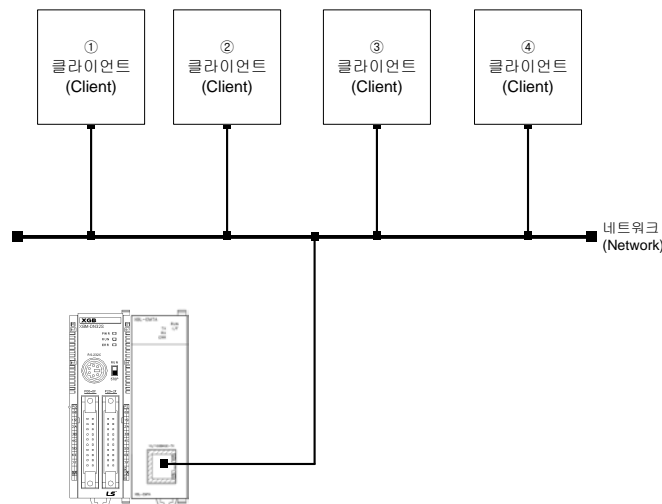 ①
클라이언트
(Client)
②
클라이언트
(Client)
③
클라이언트
(Client)
④
클라이언트
(Client)
네트워크
(Network)
XGB
RUN
LS